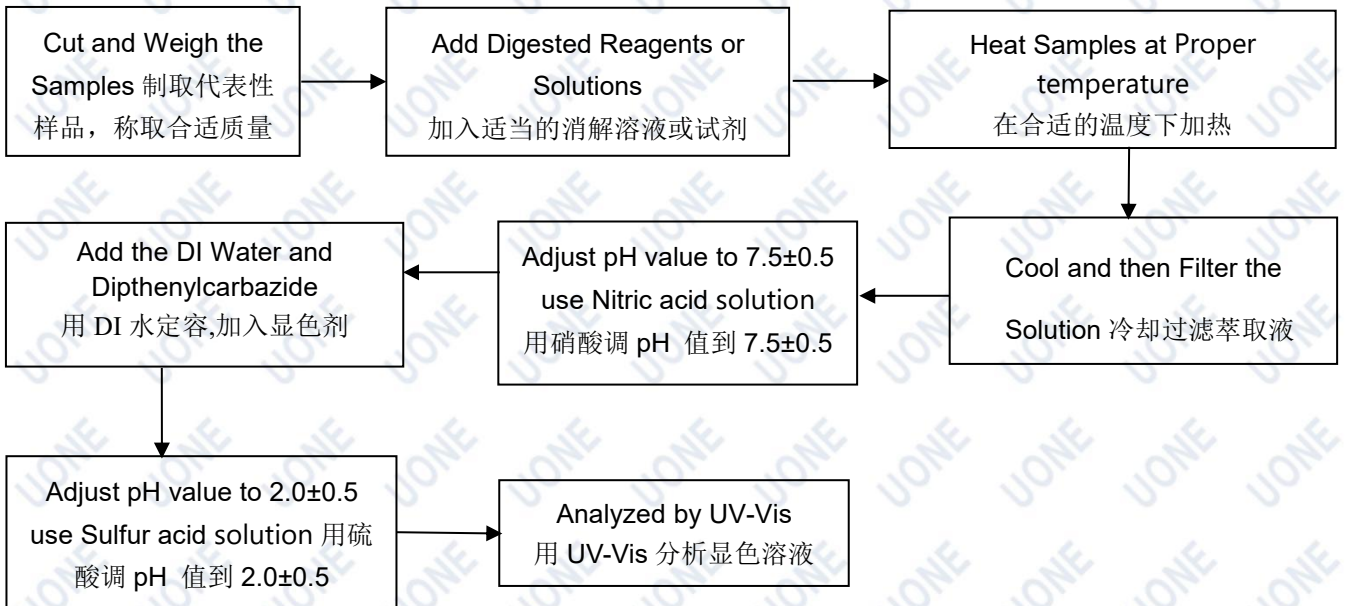 Cut and Weigh the
Samples 制取代表性
样品，称取合适质量
Add Digested Reagents or
Solutions
加入适当的消解溶液或试剂
Heat Samples at Proper
temperature
在合适的温度下加热
Cool and then Filter the
Solution 冷却过滤萃取液
Adjust pH value to 7.5±0.5
use Nitric acid solution
用硝酸调 pH 值到 7.5±0.5
Add the DI Water and
Dipthenylcarbazide
用 DI 水定容,加入显色剂
Adjust pH value to 2.0±0.5
use Sulfur acid solution 用硫
酸调 pH 值到 2.0±0.5
Analyzed by UV-Vis
用 UV-Vis 分析显色溶液
UONE